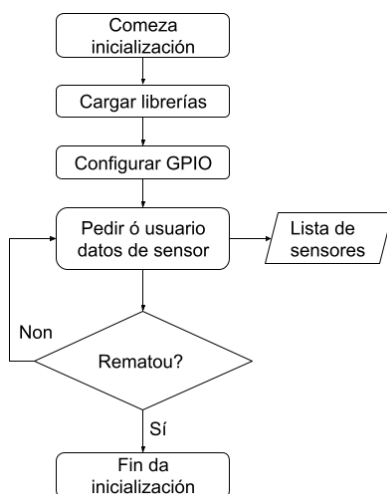 Comeza
inicialización
Cargar librerías
Configurar GPIO
Pedir ó usuario
datos de sensor
Lista de
sensores
Non
Rematou?
Sí
Fin da
inicialización